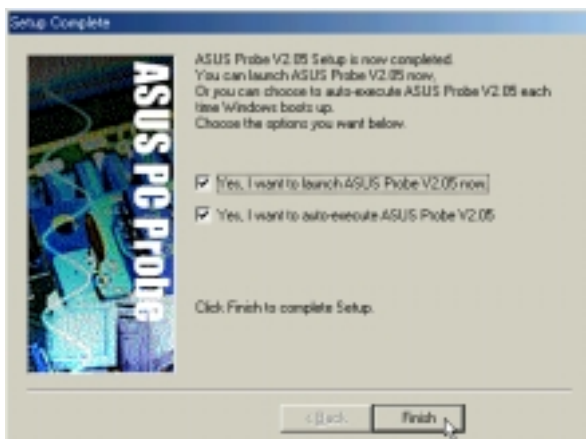 Setup Complete
ASUS PC Probe
ASUS Probe V2.05 Setup is now completed.
You can launch ASUS Probe V2.05 now,
Or you can choose to auto-execute ASUS Probe V2.05 each
time Windows boots up.
Choose the options you want below.
Yes, I want to launch ASUS Probe V2.05 now,
Yes, I want to auto-execute ASUS Probe V2.05
Click Finish to complete Setup.
< Back
Finish